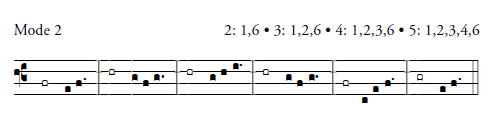 Mode 2 2: 1,6 • 3: 1,2,6 • 4: 1,2,3,6 • 5: 1,2,3,4,6